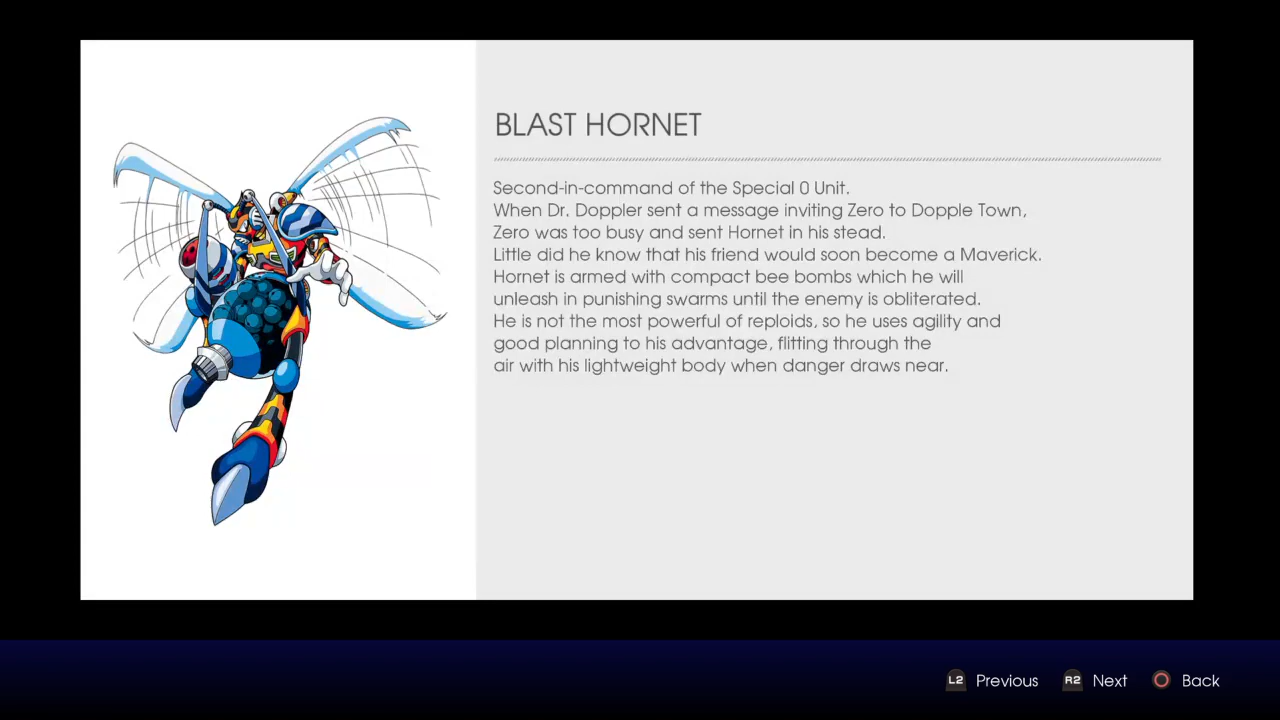 BLAST HORNET
Second-in-command of the Special 0 Unit.
When Dr. Doppler sent a message inviting Zero to Dopple Town,
Zero was too busy and sent Hornet in his stead.
Little did he know that his friend would soon become a Maverick.
Hornet is armed with compact bee bombs which he will
unleash in punishing swarms until the enemy is obliterated.
He is not the most powerful of reploids, so he uses agility and
good planning to his advantage, flitting through the
air with his lightweight body when danger draws near.
L2 Previous R2 Next Back